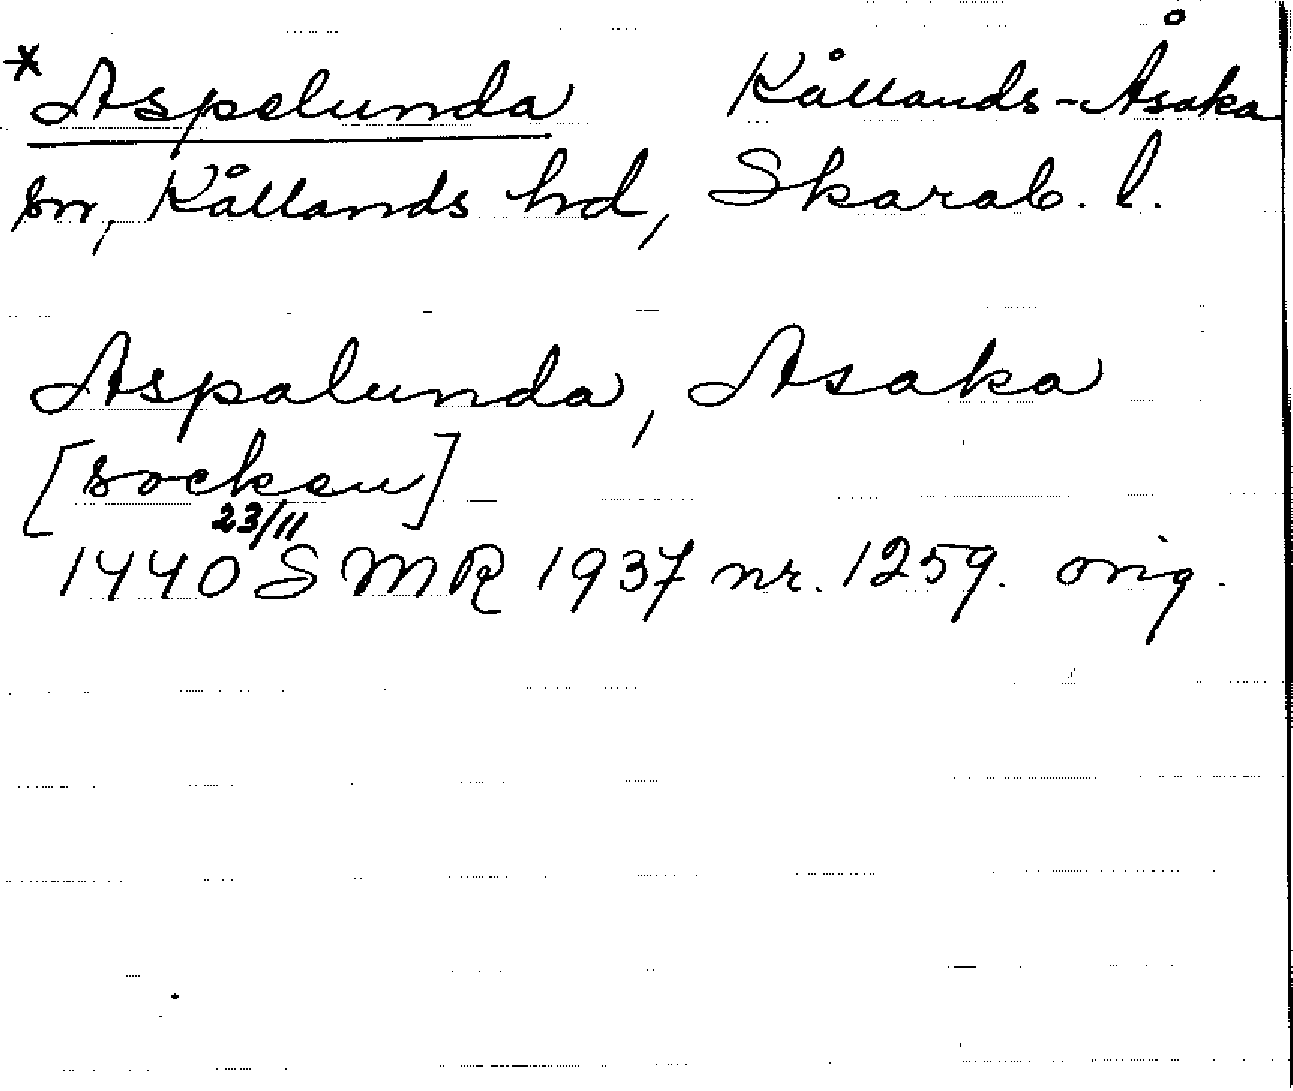 *Aspelunda Kållands-Åsaka
sn, Kållands hd, Skarab. l.
Aspalunda, Asaka
[socken]
1440 23/11 SMR 1937 nr. 1259. orig.